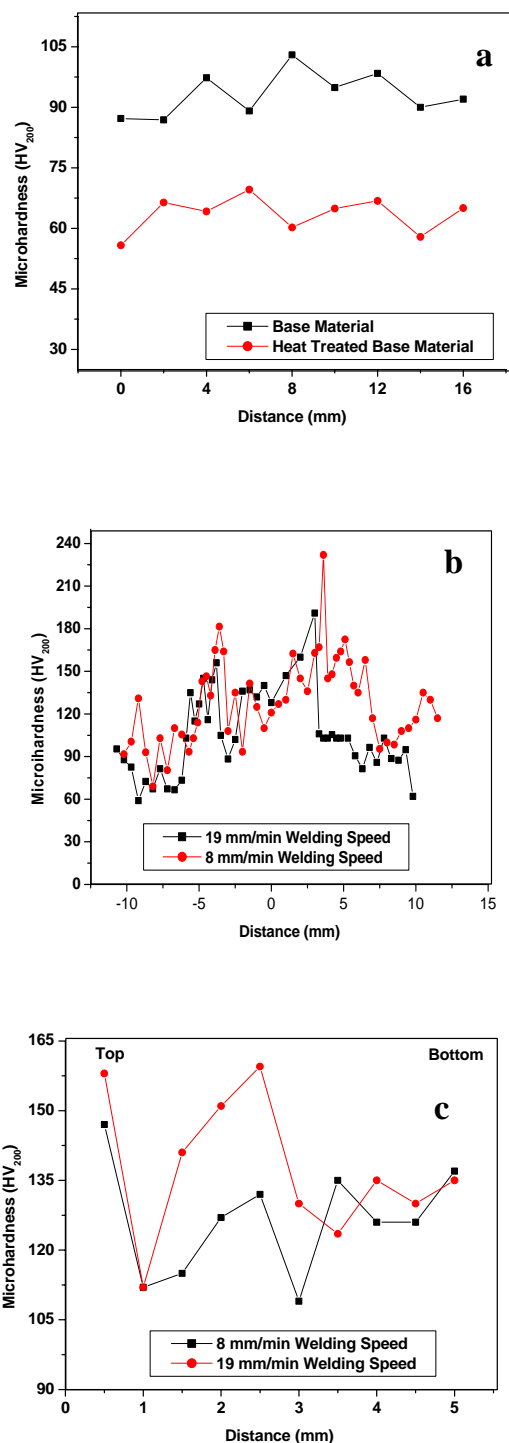 a
105
90
75
60
45
30
Microhardness (HV200)
Base Material
Heat Treated Base Material
0 4 8 12 16
Distance (mm)
b
240
210
180
150
120
90
60
30
0
Microihardness (HV200)
19 mm/min Welding Speed
8 mm/min Welding Speed
-10 -5 0 5 10 15
Distance (mm)
165
150
135
120
105
90
Microhardness (HV200)
Top Bottom
c
8 mm/min Welding Speed
19 mm/min Welding Speed
0 1 2 3 4 5
Distance (mm)